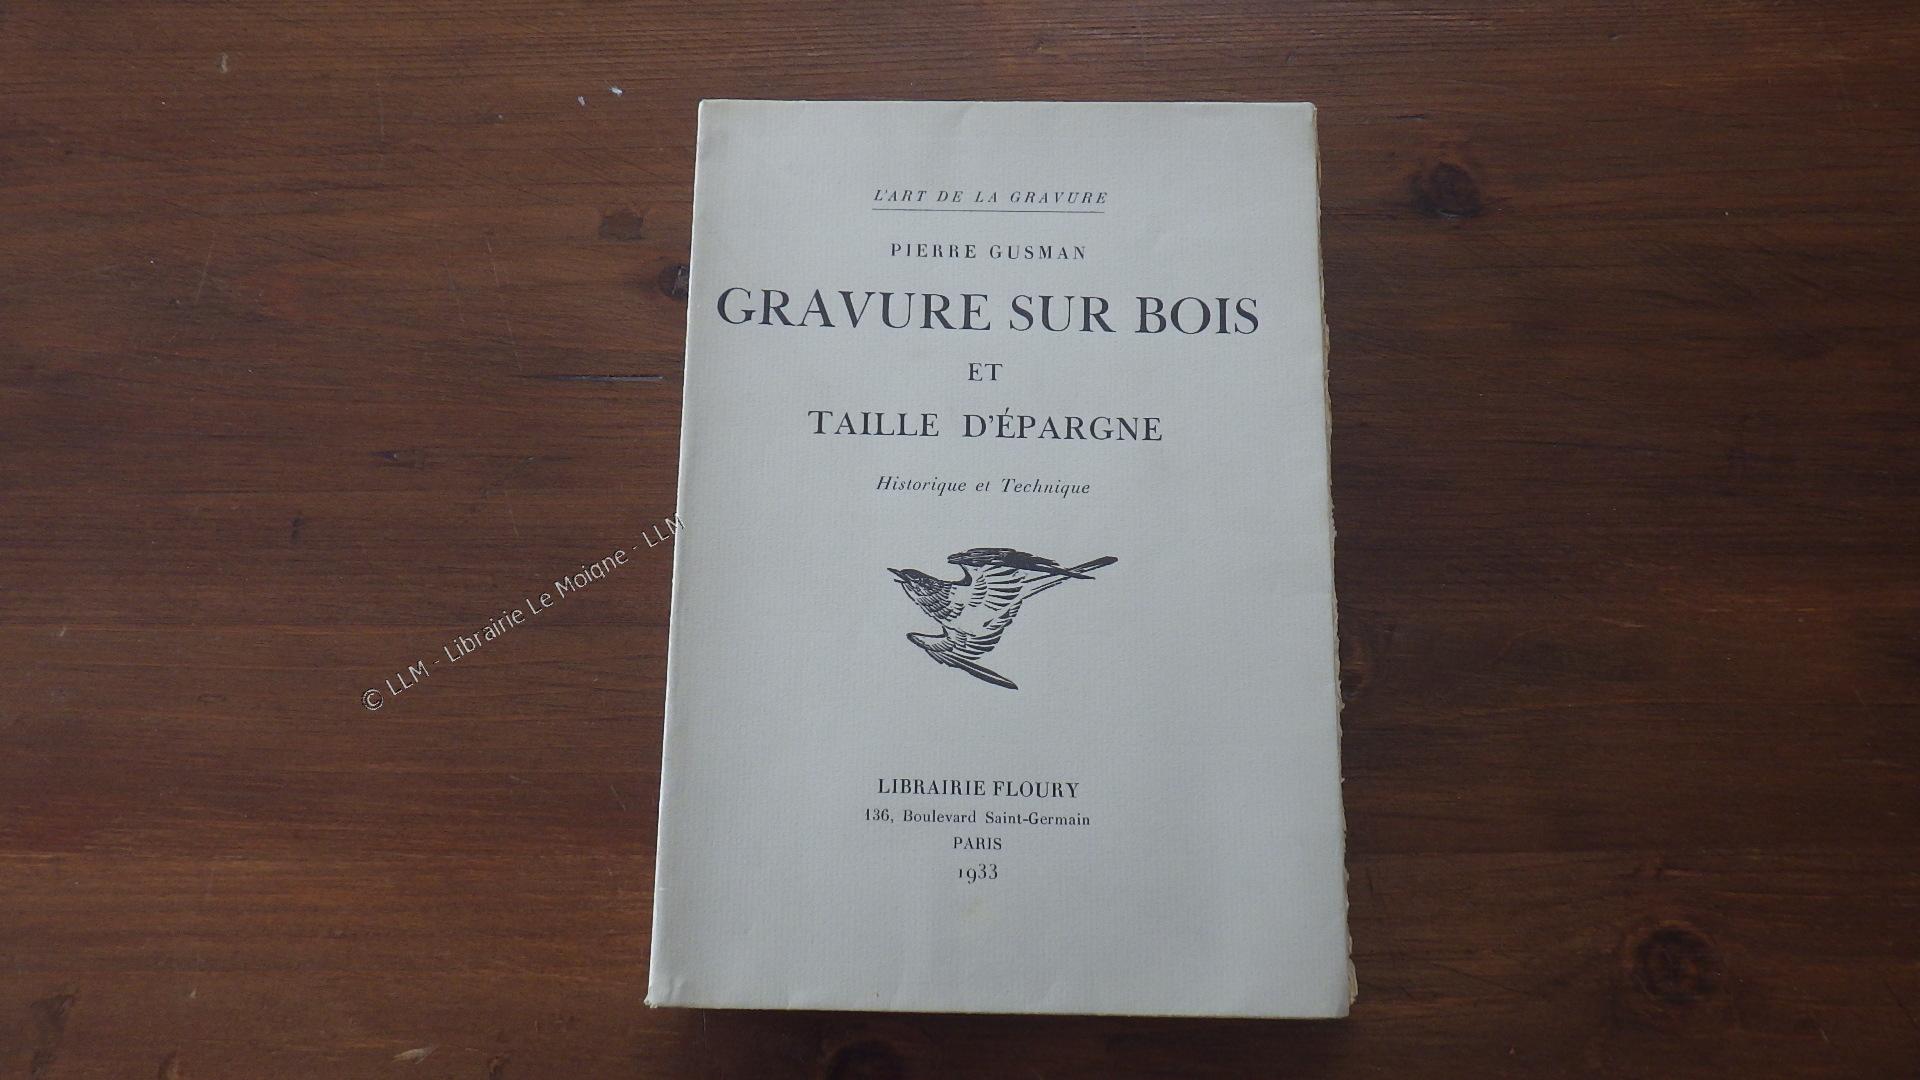 L'ART DE LA GRAVURE
PIERRE GUSMAN
GRAVURE SUR BOIS
ET
TAILLE D'ÉPARGNE
Historique et Technique
LIBRAIRIE FLOURY
136, Boulevard Saint-Germain
PARIS
1933
© LLM - Librairie Le Moigne - LLM